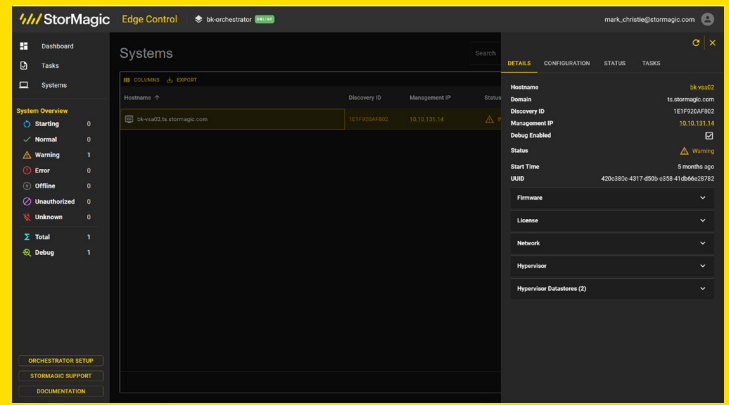 StorMagic Edge Control bk-orchestrator ONLINE mark_christie@stormagic.com
Dashboard
Tasks
Systems
System Overview
Starting 0
Normal 0
Warning 1
Error 0
Offline 0
Unauthorized 0
Unknown 0
Total 1
Debug 1
ORCHESTRATOR SETUP
STORMAGIC SUPPORT
DOCUMENTATION
Systems
Search
COLUMNS EXPORT
Hostname Discovery ID Management IP Status
bk-vsa02.ts.stormagic.com 1E1F920AF802 10.10.131.14
DETAILS CONFIGURATION STATUS TASKS
Hostname bk-vsa02
Domain ts.stormagic.com
Discovery ID 1E1F920AF802
Management IP 10.10.131.14
Debug Enabled
Status Warning
Start Time 5 months ago
UUID 420c380c-4317-d50b-e358-41db66e28782
Firmware
License
Network
Hypervisor
Hypervisor Datastores (2)